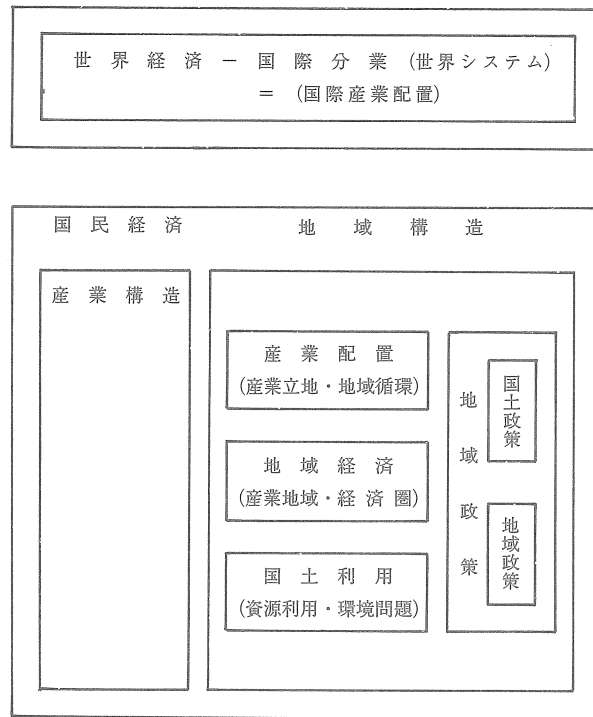 世界経済－国際分業(世界システム)
＝ (国際産業配置)
国民経済
地域構造
産業構造
産業配置
(産業立地・地域循環)
地域経済
(産業地域・経済圏)
国土利用
(資源利用・環境問題)
地域政策
国土政策
地域政策